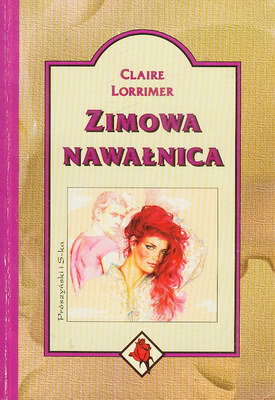 CLAIRE
LORRIMER
ZIMOWA
NAWAŁNICA
Prószyński i S-ka